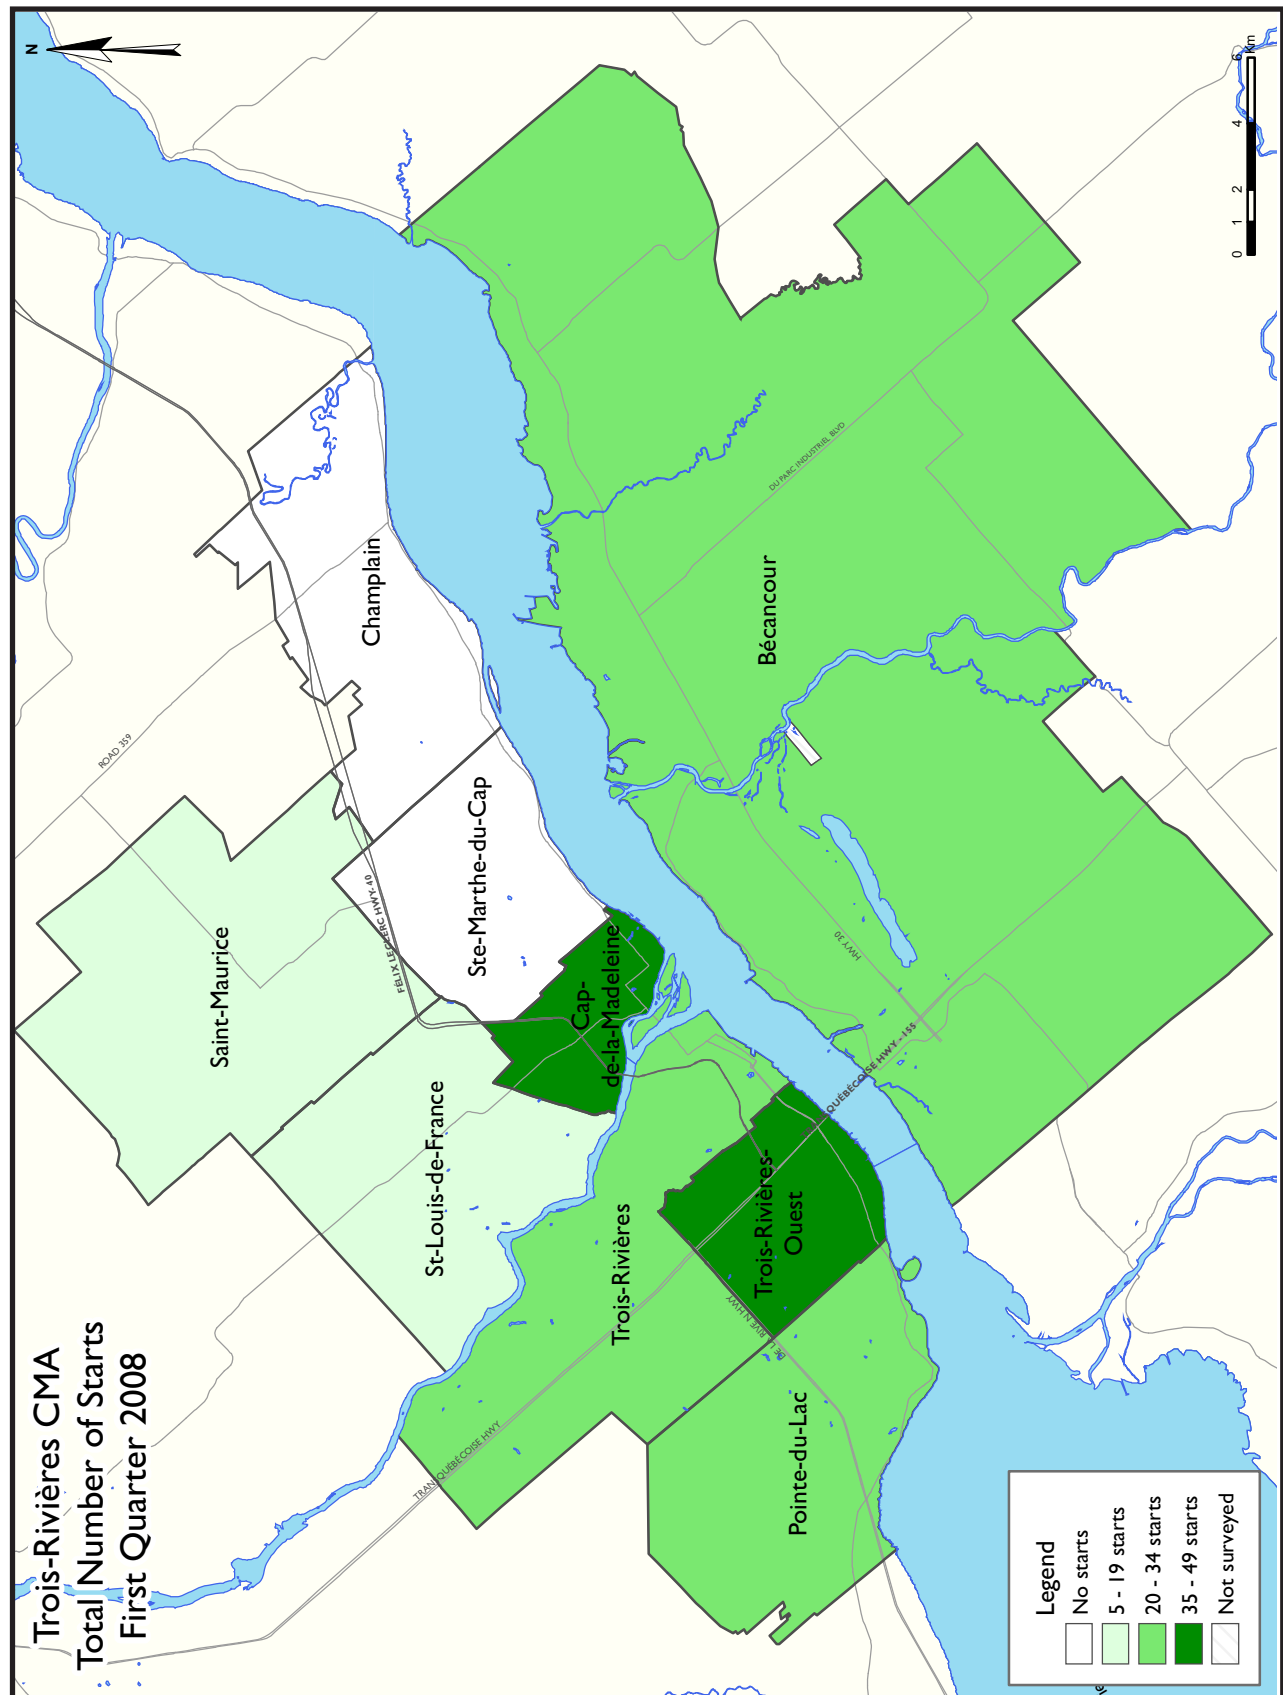 Trois-Rivières CMA
Total Number of Starts
First Quarter 2008
N
ROAD 359
Saint-Maurice
FÉLIX LECLERC HWY-40
Champlain
Ste-Marthe-du-Cap
St-Louis-de-France
Cap-
de-la-Madeleine
Trois-Rivières
Trois-Rivières-
Ouest
Pointe-du-Lac
Bécancour
DU PARC INDUSTRIEL BLVD
HWY 30
QUÉBÉCOISE HWY - 155
TRANSQUÉBÉCOISE HWY
Legend
No starts
5 - 19 starts
20 - 34 starts
35 - 49 starts
Not surveyed
0 1 2 4 6
Km